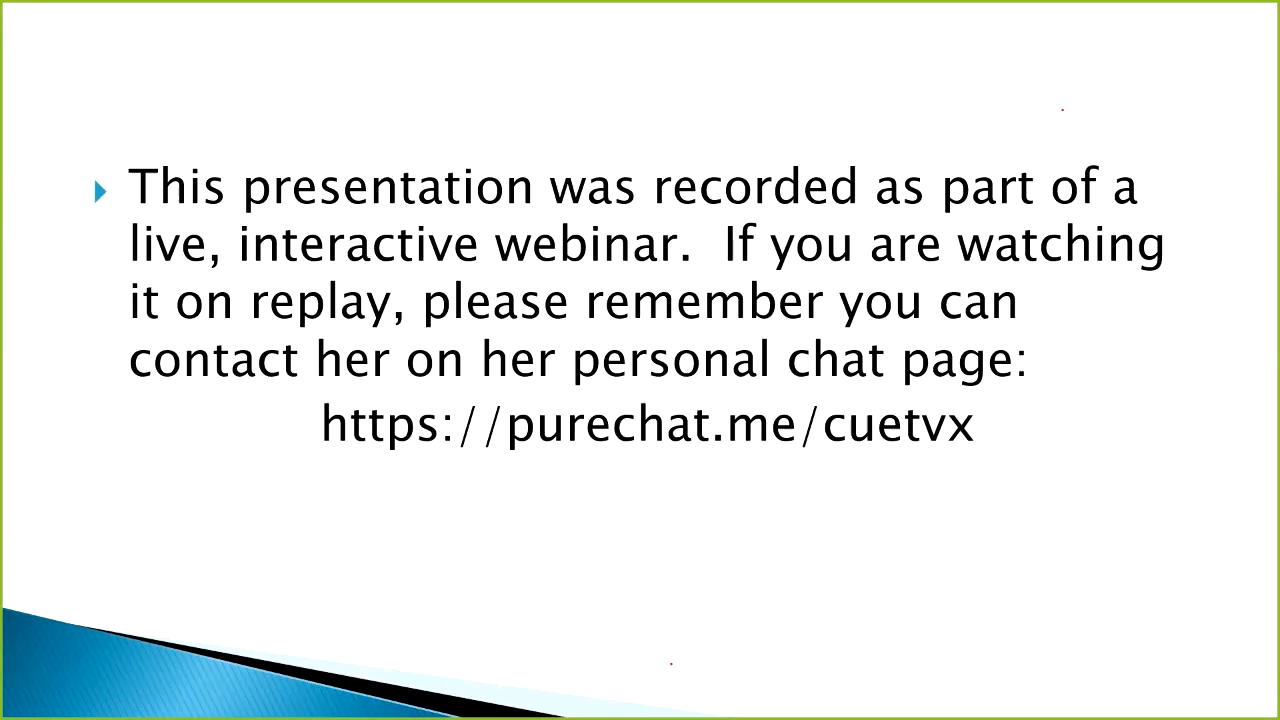 This presentation was recorded as part of a
live, interactive webinar.  If you are watching
it on replay, please remember you can
contact her on her personal chat page:
https://purechat.me/cuetvx